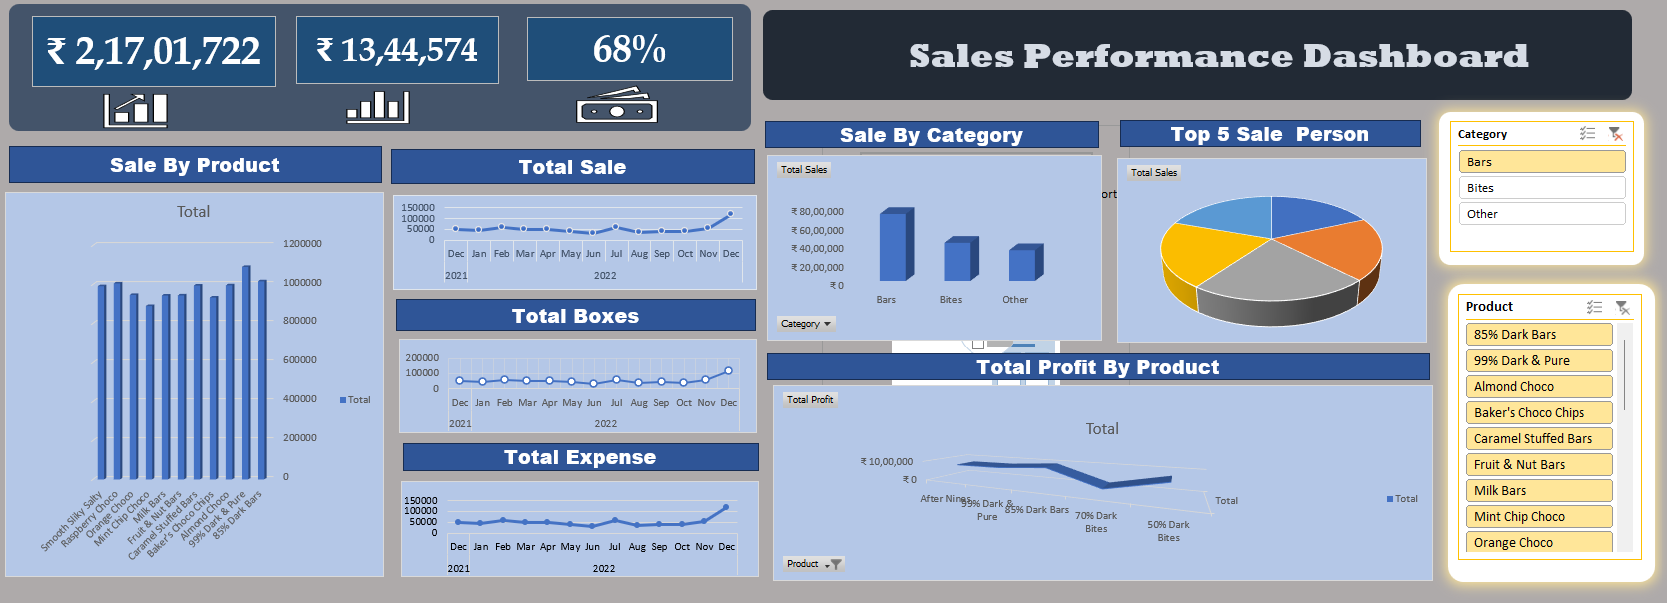 ₹ 2,17,01,722
₹ 13,44,574
68%
Sales Performance Dashboard
Sale By Product
Total
1200000
1000000
800000
600000
400000
200000
0
Total
Smooth Sliky Salty
Raspberry Choco
Orange Choco
Mint Chip Choco
Milk Bars
Fruit & Nut Bars
Caramel Stuffed Bars
Baker's Choco Chips
Almond Choco
99% Dark & Pure
85% Dark Bars
Total Sale
150000
100000
50000
0
Dec Jan Feb Mar Apr May Jun Jul Aug Sep Oct Nov Dec
2021 2022
Total Boxes
200000
100000
0
Dec Jan Feb Mar Apr May Jun Jul Aug Sep Oct Nov Dec
2021 2022
Total Expense
150000
100000
50000
0
Dec Jan Feb Mar Apr May Jun Jul Aug Sep Oct Nov Dec
2021 2022
Sale By Category
Total Sales
₹ 80,00,000
₹ 60,00,000
₹ 40,00,000
₹ 20,00,000
₹ 0
Bars Bites Other
Category
Top 5 Sale Person
ort
Total Sales
Total Profit By Product
Total Profit
Total
₹ 10,00,000
₹ 0
After Nines
99% Dark &
Pure
85% Dark Bars
70% Dark
Bites
50% Dark
Bites
Total
Total
Product
Category
Bars
Bites
Other
Product
85% Dark Bars
99% Dark & Pure
Almond Choco
Baker's Choco Chips
Caramel Stuffed Bars
Fruit & Nut Bars
Milk Bars
Mint Chip Choco
Orange Choco